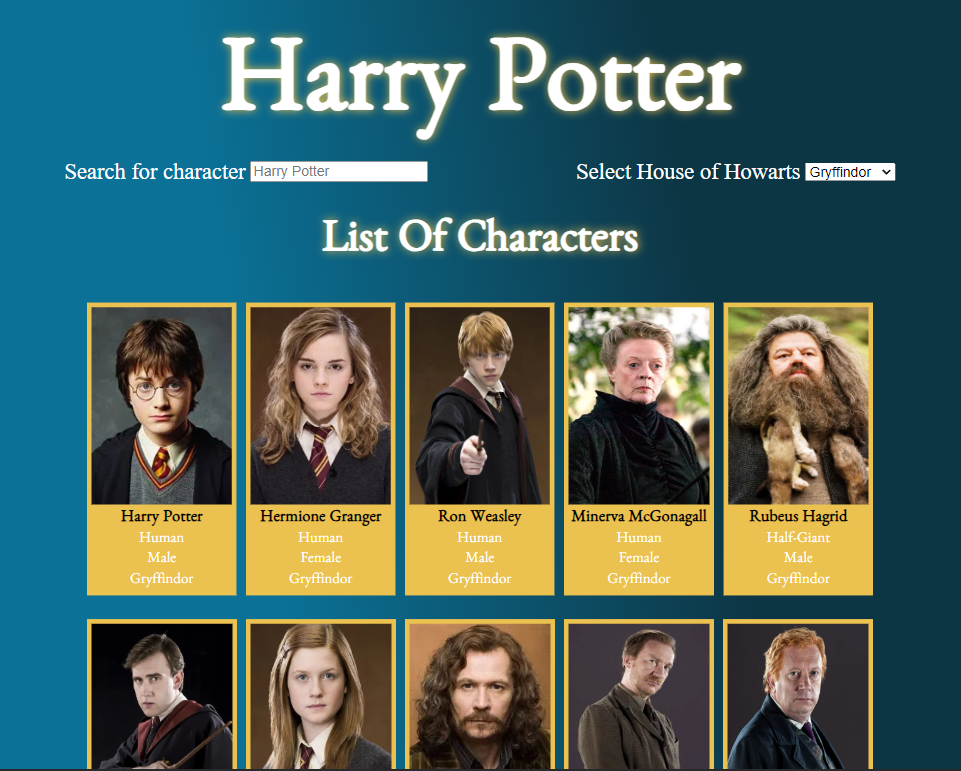 Harry Potter
Search for character Harry Potter Select House of Howarts Gryffindor
List Of Characters
Harry Potter Hermione Granger Ron Weasley Minerva McGonagall Rubeus Hagrid
Human Human Human Human Half-Giant
Male Female Male Female Male
Gryffindor Gryffindor Gryffindor Gryffindor Gryffindor